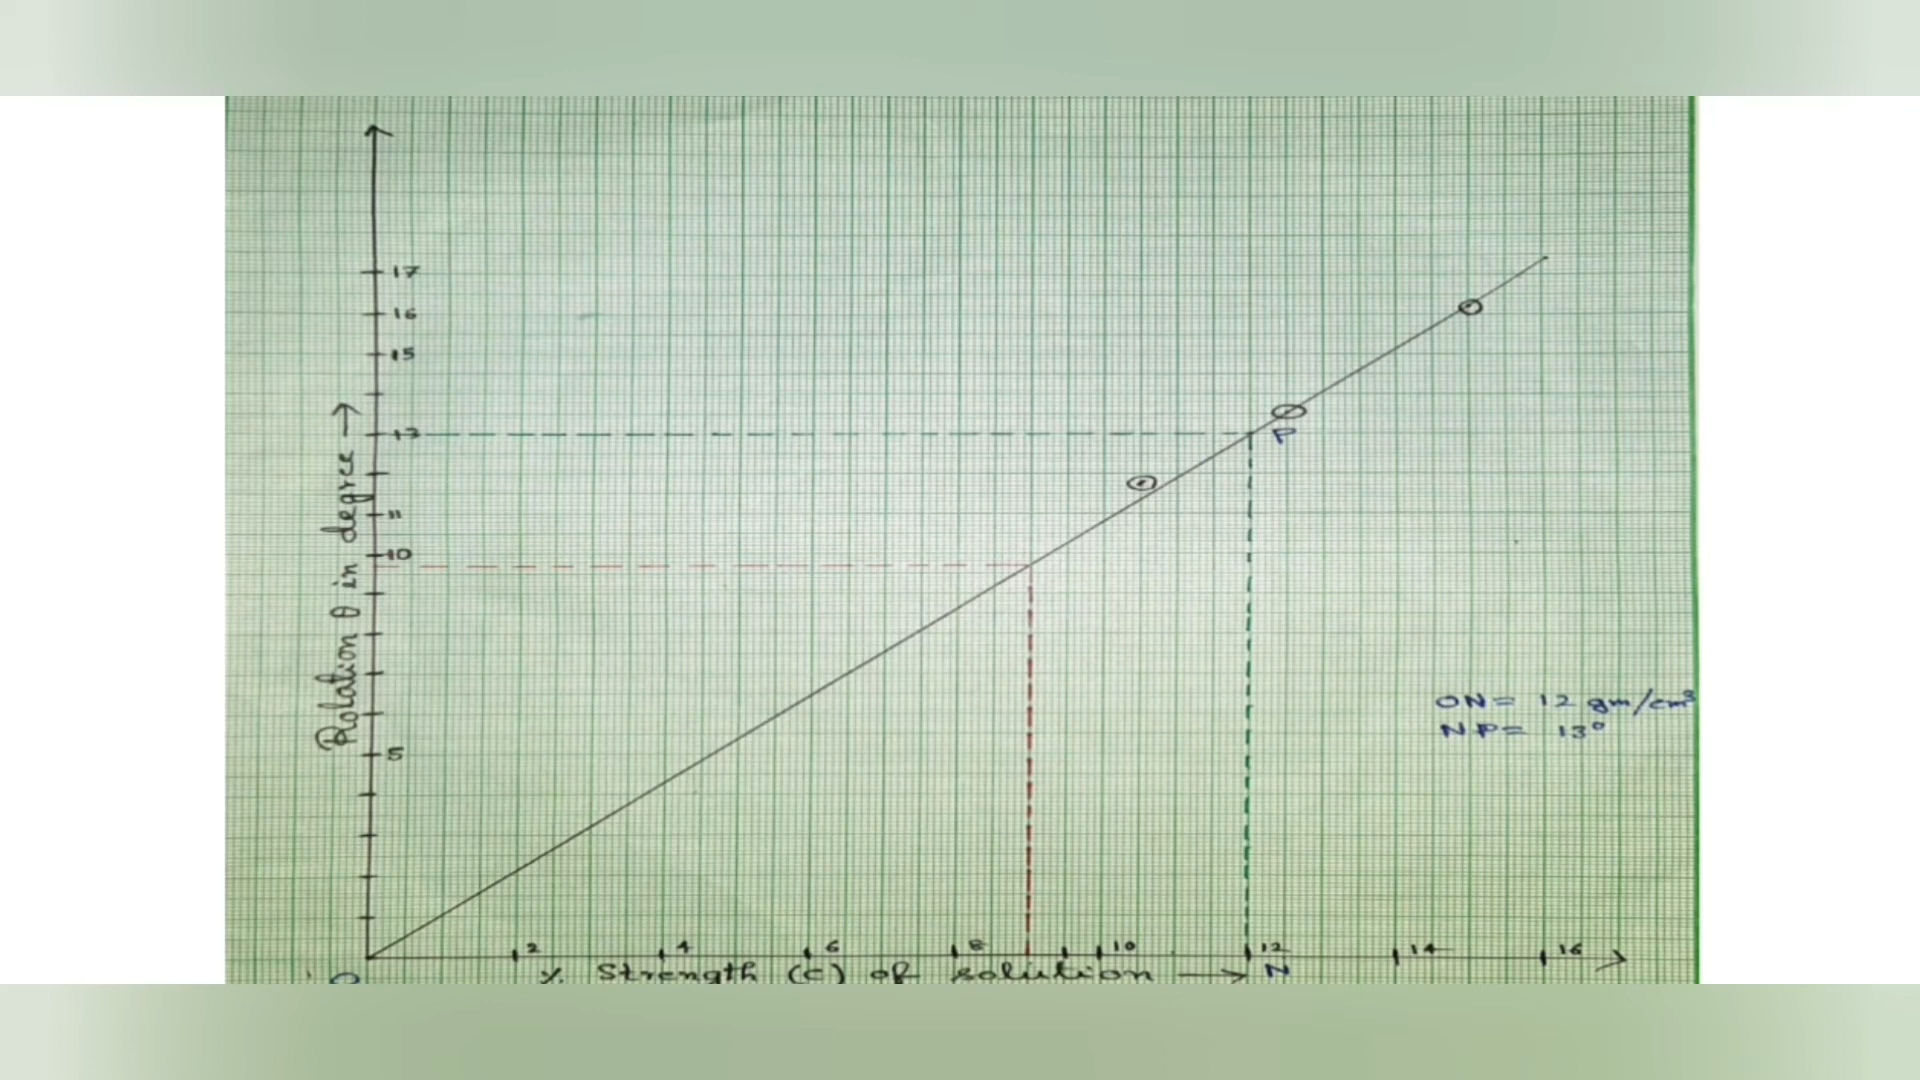 Rotation θ in degree →
17
16
15
13
11
10
5
P
ON= 12 gm/cm³
NP= 13°
2 4 6 8 10 12 14 16
O
% Strength (c) of solution → N